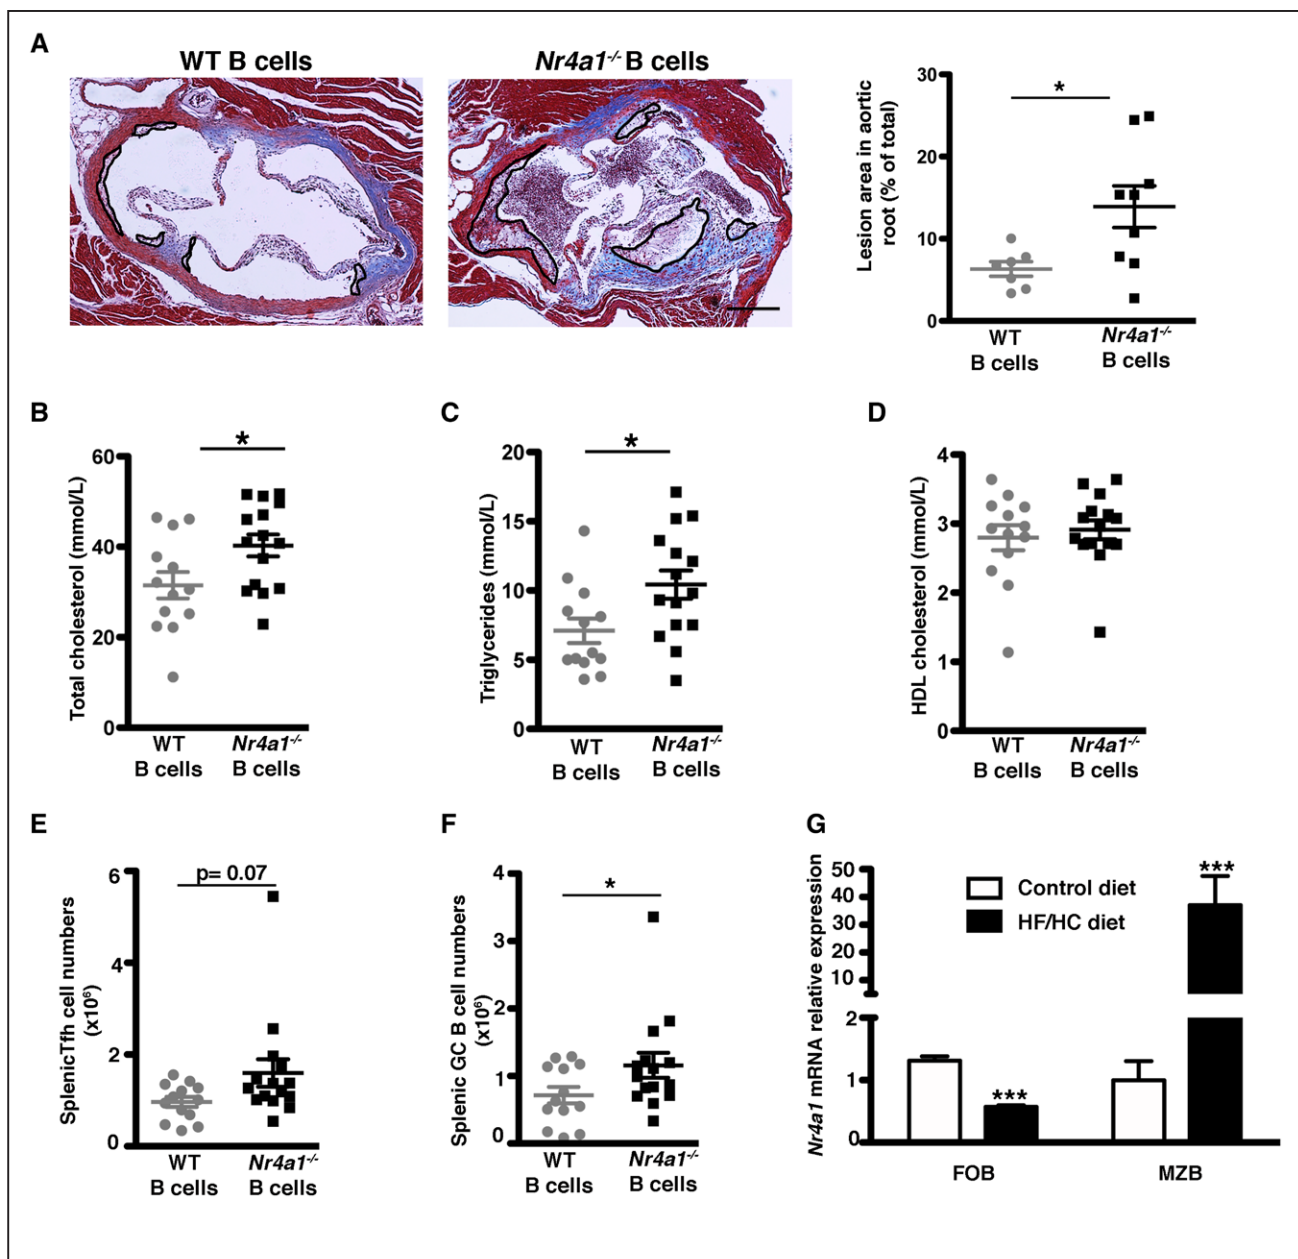 A
WT B cells
Nr4a1-/- B cells
Lesion area in aortic
root (% of total)
30
20
10
0
*
WT
B cells
Nr4a1-/-
B cells
B
Total cholesterol (mmol/L)
60
40
20
0
*
WT
B cells
Nr4a1-/-
B cells
C
Triglycerides (mmol/L)
20
15
10
5
0
*
WT
B cells
Nr4a1-/-
B cells
D
HDL cholesterol (mmol/L)
4
3
2
1
0
WT
B cells
Nr4a1-/-
B cells
E
SplenicTfh cell numbers
(x10⁶)
6
4
2
0
p= 0.07
WT
B cells
Nr4a1-/-
B cells
F
Splenic GC B cell numbers
(x10⁶)
4
3
2
1
0
*
WT
B cells
Nr4a1-/-
B cells
G
Nr4a1 mRNA relative expression
50
40
30
20
10
2
1
0
Control diet
HF/HC diet
***
***
FOB
MZB